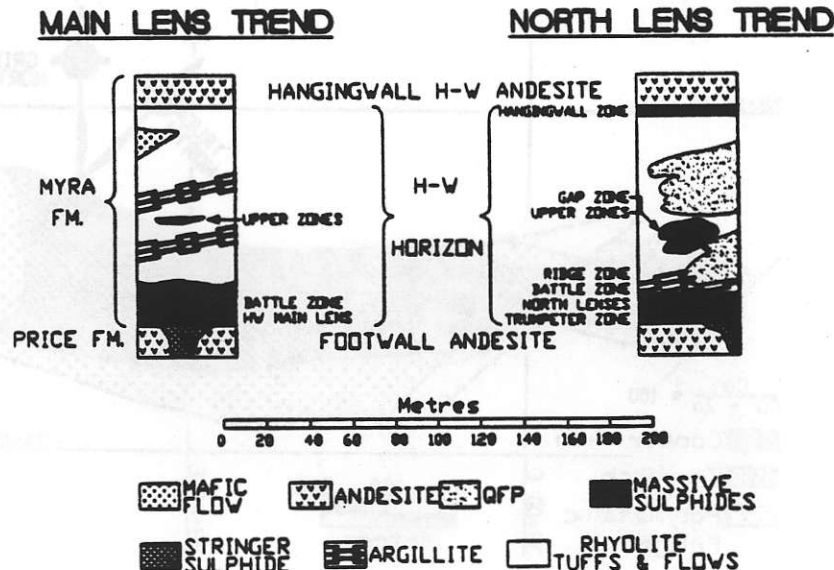 MAIN LENS TREND
NORTH LENS TREND
HANGINGWALL H-W ANDESITE
HANGINGWALL ZONE
MYRA
FM.
H-W
HORIZON
GAP ZONE
UPPER ZONES
UPPER ZONES
RIDGE ZONE
BATTLE ZONE
NORTH LENSES
TRUMPETER ZONE
BATTLE ZONE
HW MAIN LENS
PRICE FM.
FOOTWALL ANDESITE
Metres
0 20 40 60 80 100 120 140 160 180 200
MAFIC
FLOW
ANDESITE
QFP
MASSIVE
SULPHIDES
STRINGER
SULPHIDE
ARGILLITE
RHYOLITE
TUFFS & FLOWS